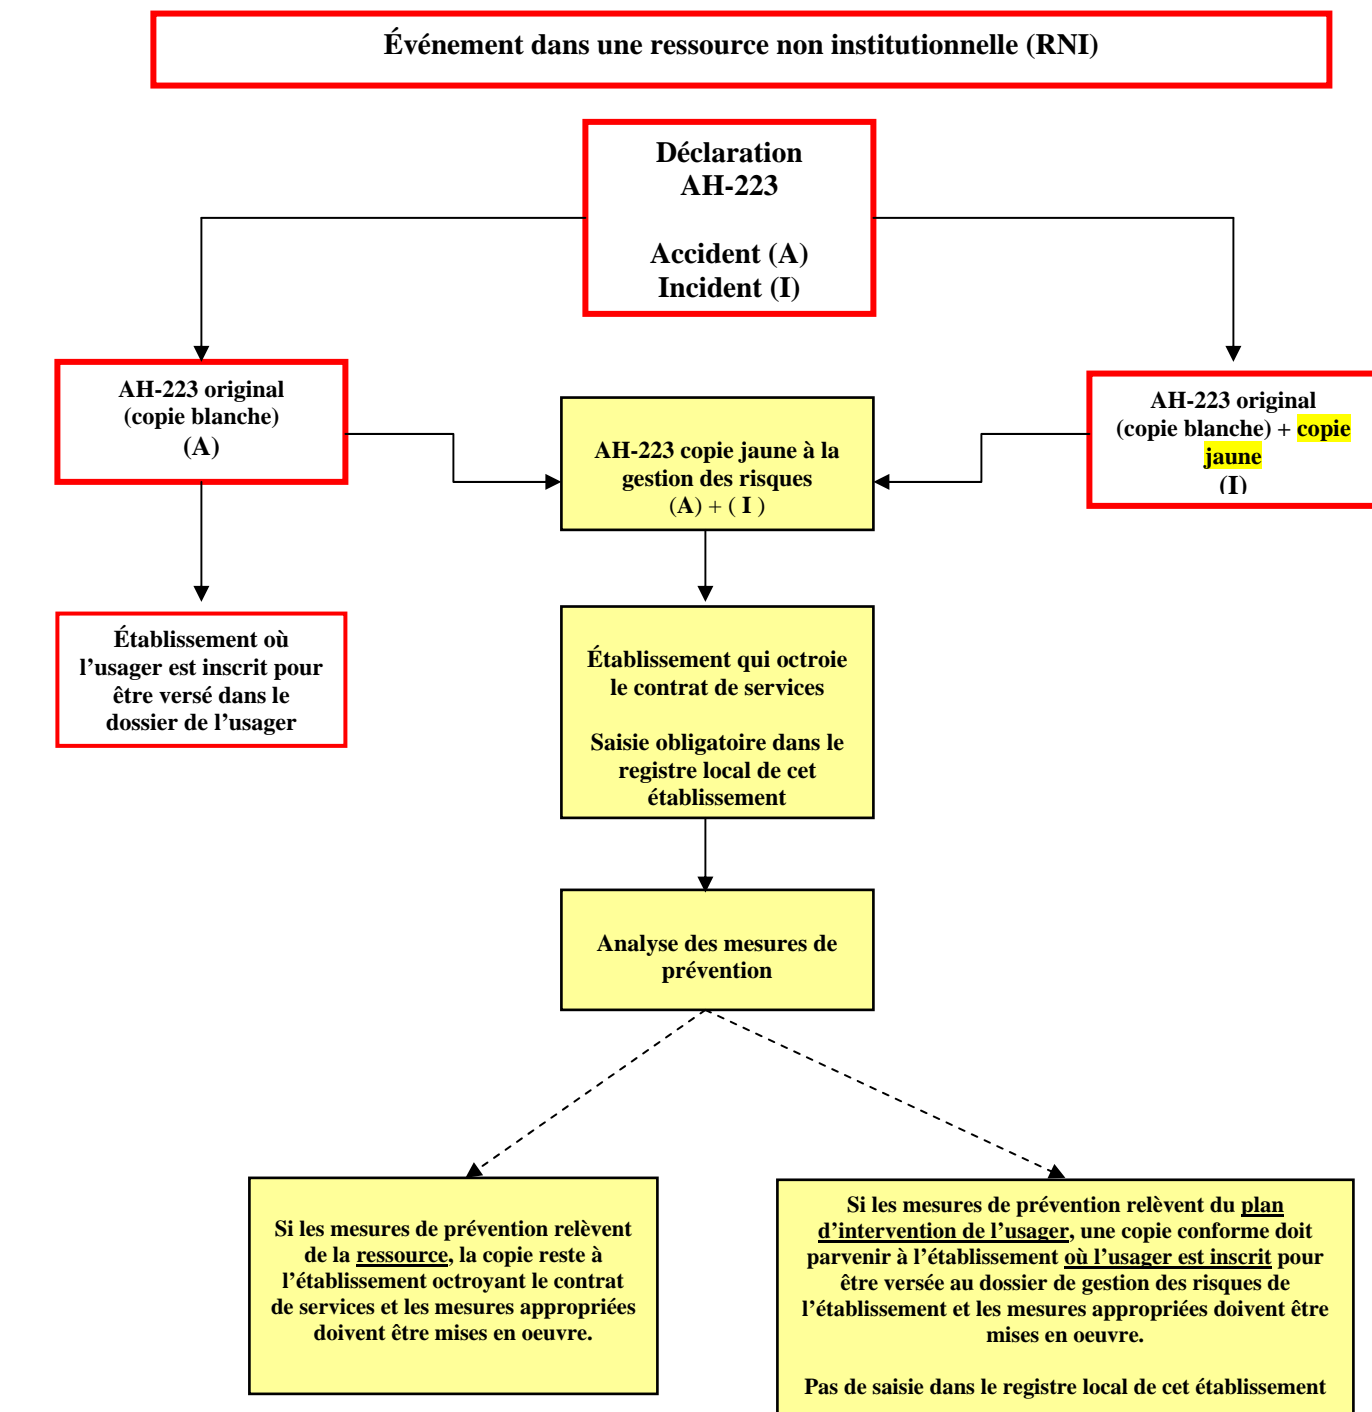 Événement dans une ressource non institutionnelle (RNI)
Déclaration
AH-223
Accident (A)
Incident (I)
AH-223 original
(copie blanche)
(A)
AH-223 copie jaune à la
gestion des risques
(A) + ( I )
AH-223 original
(copie blanche) + copie
jaune
(I)
Établissement où
l’usager est inscrit pour
être versé dans le
dossier de l’usager
Établissement qui octroie
le contrat de services
Saisie obligatoire dans le
registre local de cet
établissement
Analyse des mesures de
prévention
Si les mesures de prévention relèvent
de la ressource, la copie reste à
l’établissement octroyant le contrat
de services et les mesures appropriées
doivent être mises en oeuvre.
Si les mesures de prévention relèvent du plan
d’intervention de l’usager, une copie conforme doit
parvenir à l’établissement où l’usager est inscrit pour
être versée au dossier de gestion des risques de
l’établissement et les mesures appropriées doivent être
mises en oeuvre.
Pas de saisie dans le registre local de cet établissement